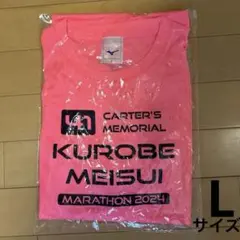 CARTER'S
MEMORIAL
KUROBE
MEISUI
MARATHON 2024
L
サイズ